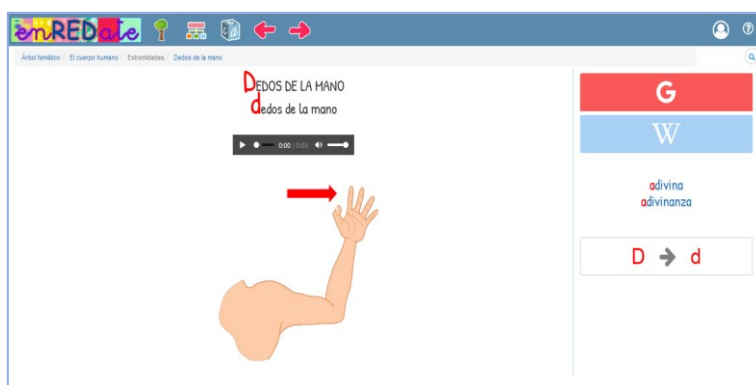 enREDate
Árbol temático / El cuerpo humano / Extremidades / Dedos de la mano
DEDOS DE LA MANO
dedos de la mano
0:00 / 0:03
G
W
adivina
adivinanza
D → d